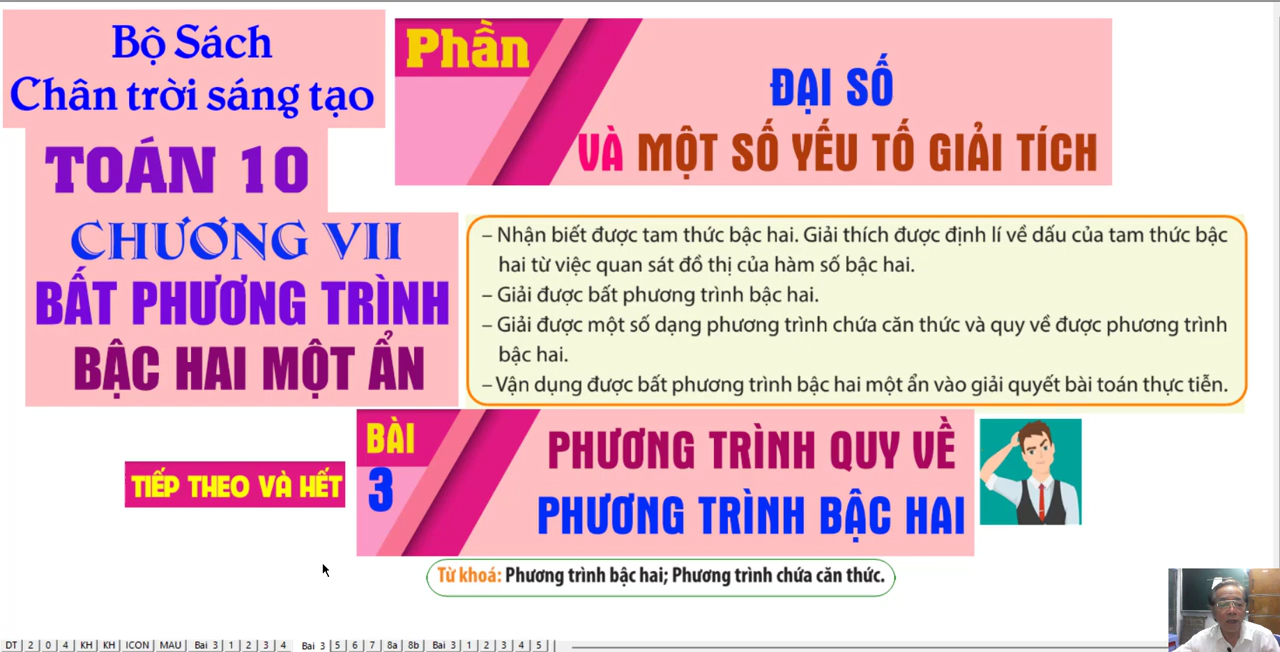 Bộ Sách
Chân trời sáng tạo
TOÁN 10
CHƯƠNG VII
BẤT PHƯƠNG TRÌNH
BẬC HAI MỘT ẨN
Phần
ĐẠI SỐ
VÀ MỘT SỐ YẾU TỐ GIẢI TÍCH
– Nhận biết được tam thức bậc hai. Giải thích được định lí về dấu của tam thức bậc
hai từ việc quan sát đồ thị của hàm số bậc hai.
– Giải được bất phương trình bậc hai.
– Giải được một số dạng phương trình chứa căn thức và quy về được phương trình
bậc hai.
– Vận dụng được bất phương trình bậc hai một ẩn vào giải quyết bài toán thực tiễn.
TIẾP THEO VÀ HẾT
BÀI
3
PHƯƠNG TRÌNH QUY VỀ
PHƯƠNG TRÌNH BẬC HAI
Từ khoá: Phương trình bậc hai; Phương trình chứa căn thức.
DT | 2 | 0 | 4 | KH | KH | ICON | MAU | Bai 3 | 1 | 2 | 3 | 4 | Bai 3 | 5 | 6 | 7 | 8a | 8b | Bai 3 | 1 | 2 | 3 | 4 | 5 |